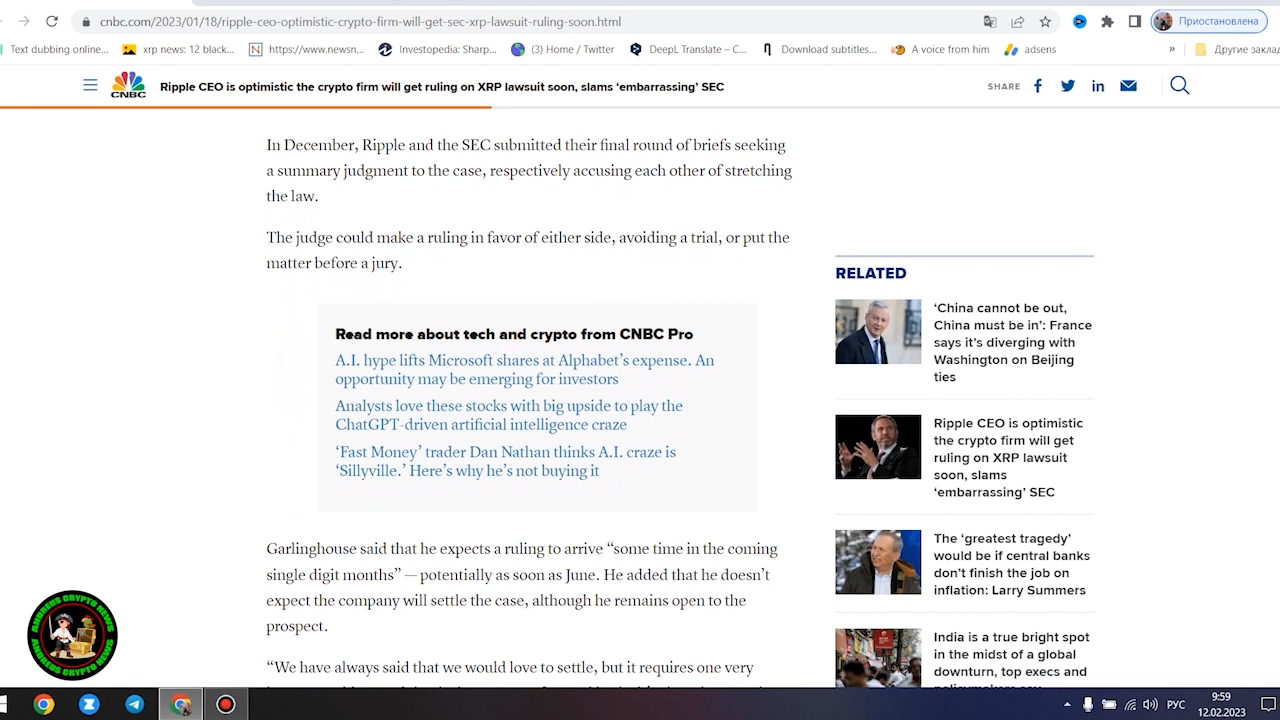 cnbc.com/2023/01/18/ripple-ceo-optimistic-crypto-firm-will-get-sec-xrp-lawsuit-ruling-soon.html
Приостановлена
Text dubbing online...
xrp news: 12 black...
https://www.newsn...
Investopedia: Sharp...
(3) Home / Twitter
DeepL Translate – C...
Download subtitles...
A voice from him
adsens
»
Другие заклад
CNBC
Ripple CEO is optimistic the crypto firm will get ruling on XRP lawsuit soon, slams ‘embarrassing’ SEC
SHARE
In December, Ripple and the SEC submitted their final round of briefs seeking
a summary judgment to the case, respectively accusing each other of stretching
the law.
The judge could make a ruling in favor of either side, avoiding a trial, or put the
matter before a jury.
Read more about tech and crypto from CNBC Pro
A.I. hype lifts Microsoft shares at Alphabet’s expense. An
opportunity may be emerging for investors
Analysts love these stocks with big upside to play the
ChatGPT-driven artificial intelligence craze
‘Fast Money’ trader Dan Nathan thinks A.I. craze is
‘Sillyville.’ Here’s why he’s not buying it
Garlinghouse said that he expects a ruling to arrive “some time in the coming
single digit months” — potentially as soon as June. He added that he doesn’t
expect the company will settle the case, although he remains open to the
prospect.
“We have always said that we would love to settle, but it requires one very
RELATED
‘China cannot be out,
China must be in’: France
says it’s diverging with
Washington on Beijing
ties
Ripple CEO is optimistic
the crypto firm will get
ruling on XRP lawsuit
soon, slams
‘embarrassing’ SEC
The ‘greatest tragedy’
would be if central banks
don’t finish the job on
inflation: Larry Summers
India is a true bright spot
in the midst of a global
downturn, top execs and
ANDREUS CRYPTO NEWS
ANDREUS CRYPTO NEWS
РУС
9:59
12.02.2023